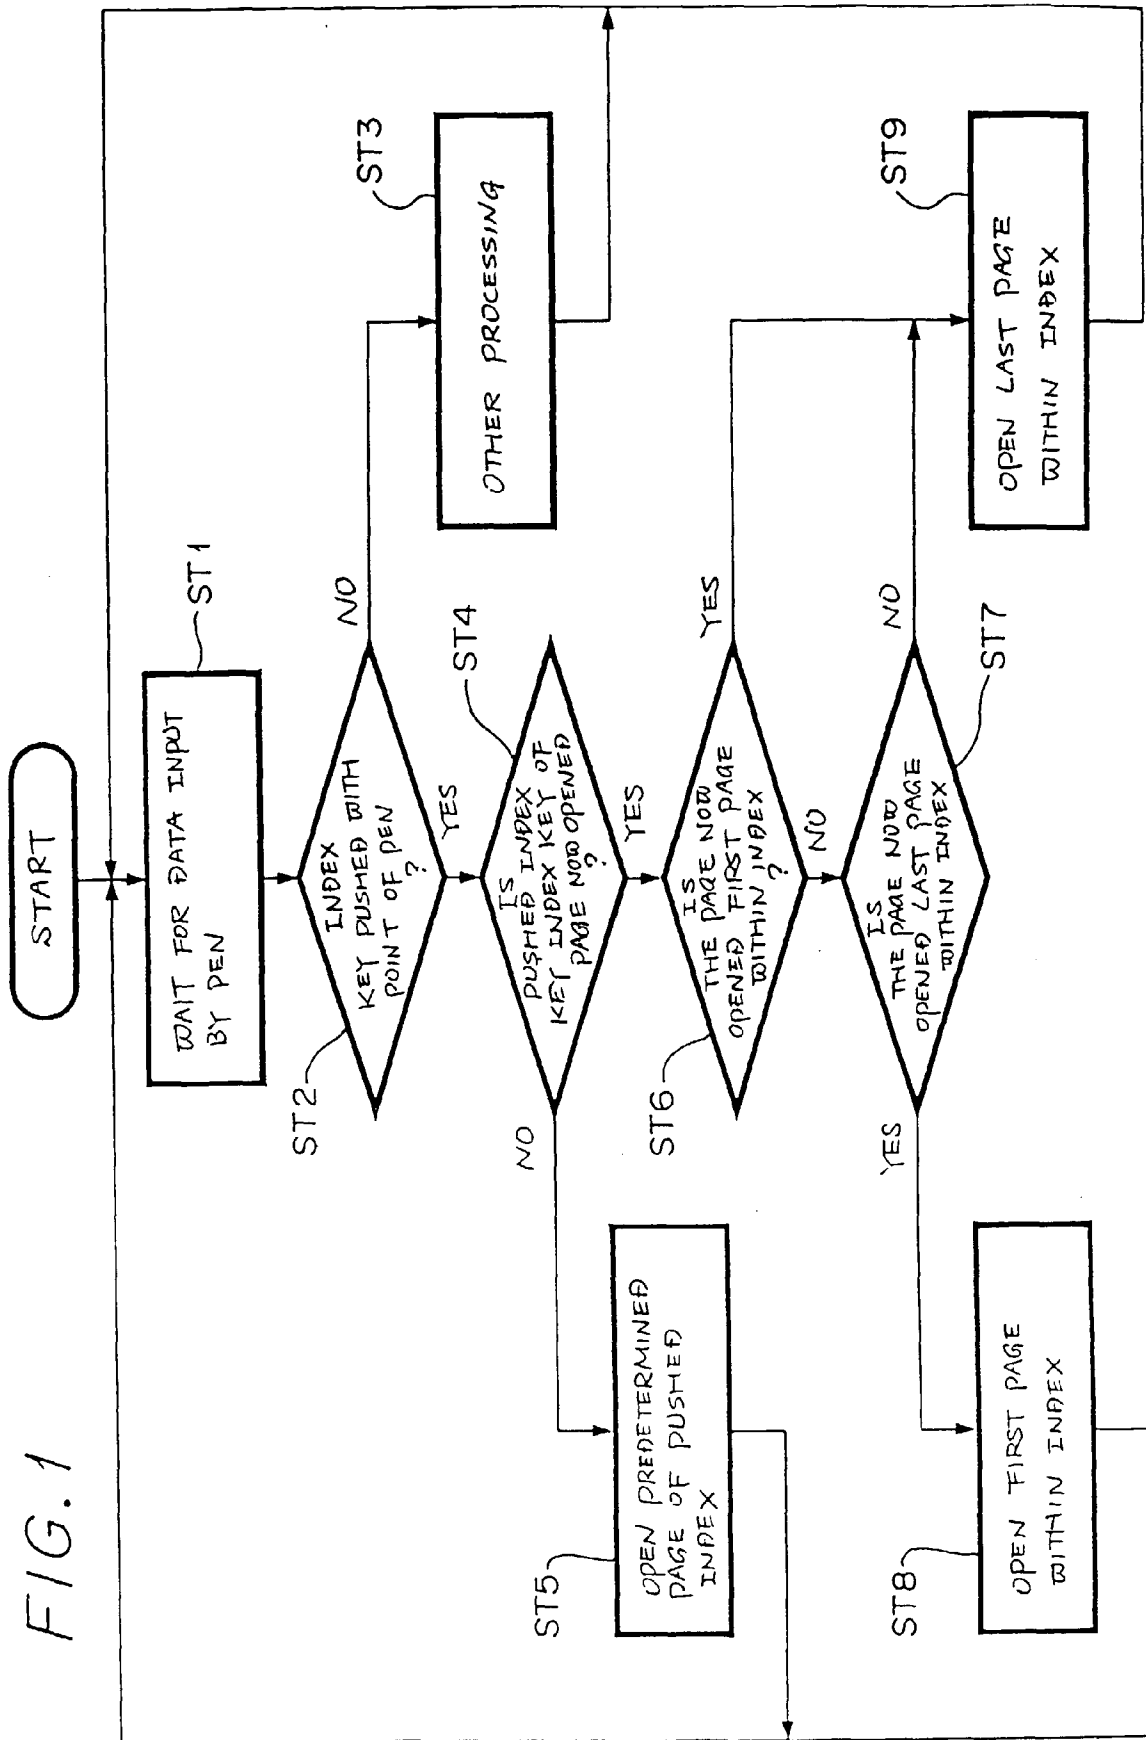 FIG. 1
START
WAIT FOR DATA INPUT
BY PEN
ST1
INDEX
KEY PUSHED WITH
POINT OF PEN
?
ST2
NO
YES
OTHER PROCESSING
ST3
IS
PUSHED INDEX
KEY INDEX KEY OF
PAGE NOW OPENED
?
ST4
NO
YES
OPEN PREDETERMINED
PAGE OF PUSHED
INDEX
ST5
IS
THE PAGE NOW
OPENED FIRST PAGE
WITHIN INDEX
?
ST6
YES
NO
IS
THE PAGE NOW
OPENED LAST PAGE
WITHIN INDEX
ST7
YES
NO
OPEN FIRST PAGE
WITHIN INDEX
ST8
OPEN LAST PAGE
WITHIN INDEX
ST9